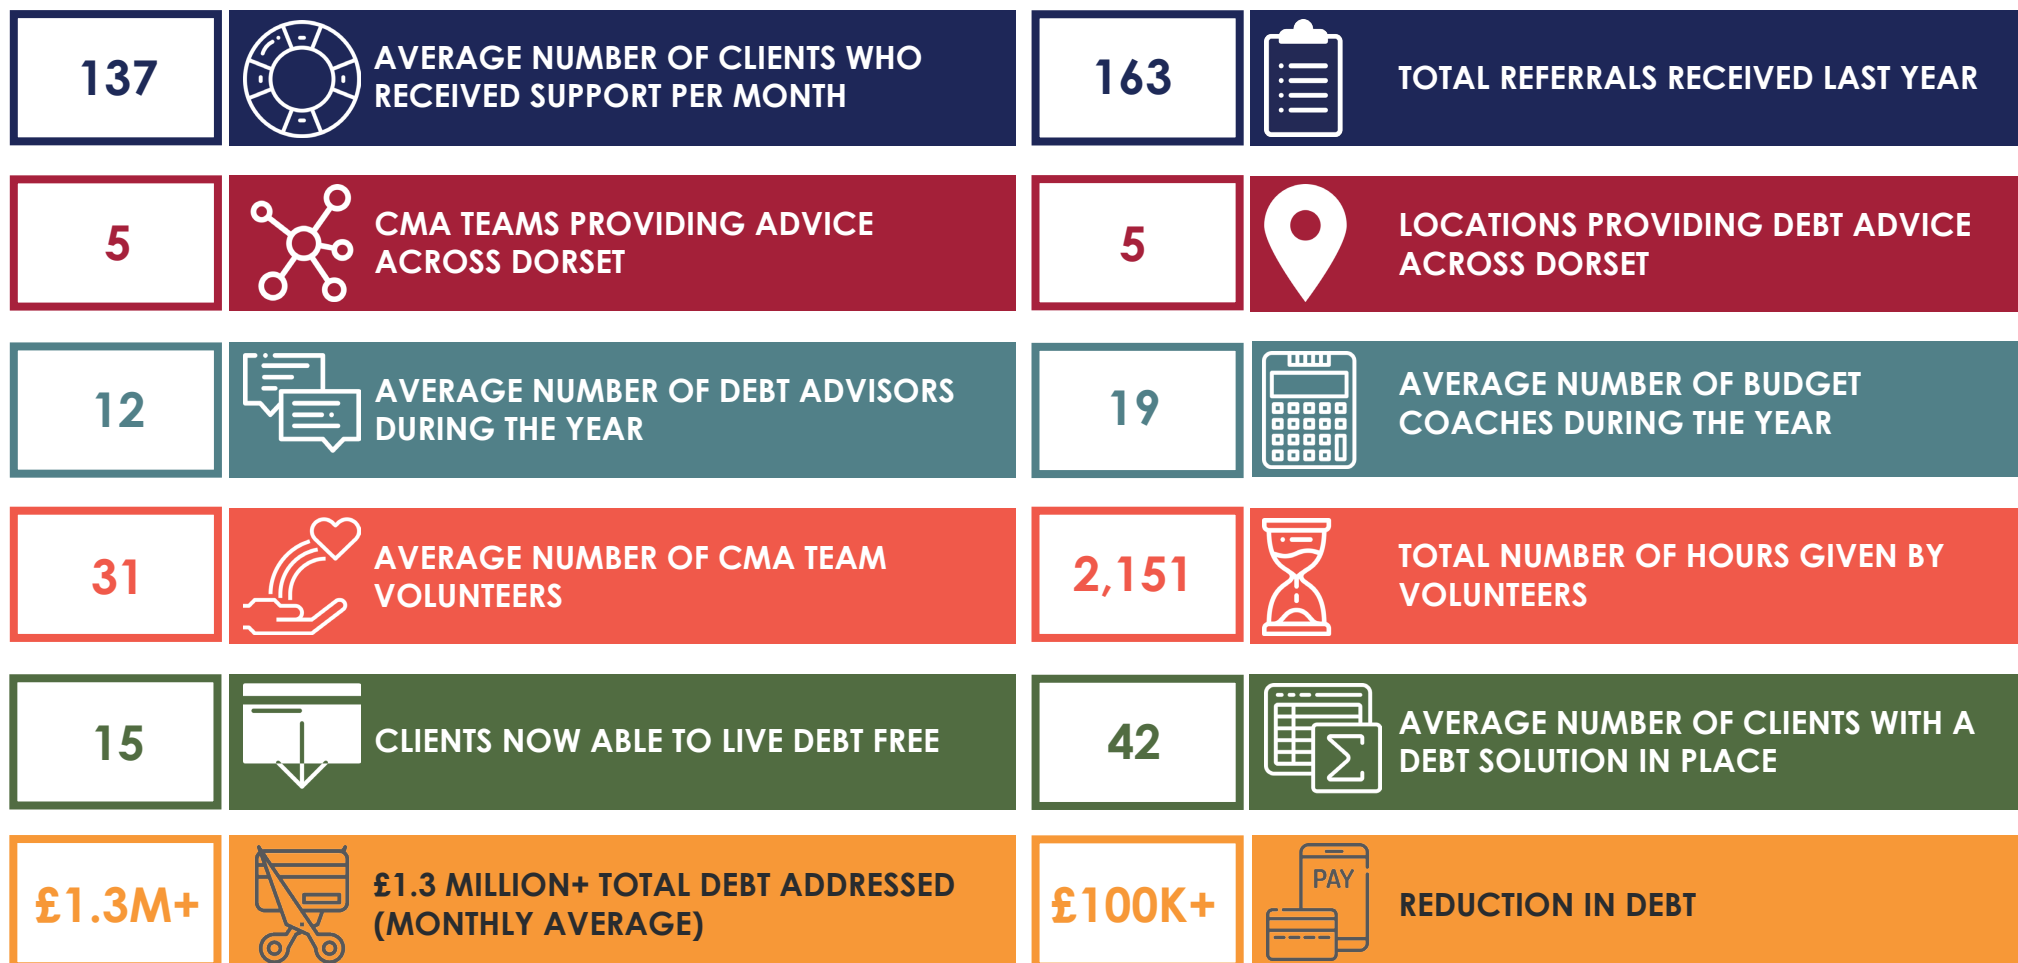 137
AVERAGE NUMBER OF CLIENTS WHO
RECEIVED SUPPORT PER MONTH
163
TOTAL REFERRALS RECEIVED LAST YEAR
5
CMA TEAMS PROVIDING ADVICE
ACROSS DORSET
5
LOCATIONS PROVIDING DEBT ADVICE
ACROSS DORSET
12
AVERAGE NUMBER OF DEBT ADVISORS
DURING THE YEAR
19
AVERAGE NUMBER OF BUDGET
COACHES DURING THE YEAR
31
AVERAGE NUMBER OF CMA TEAM
VOLUNTEERS
2,151
TOTAL NUMBER OF HOURS GIVEN BY
VOLUNTEERS
15
CLIENTS NOW ABLE TO LIVE DEBT FREE
42
Σ
AVERAGE NUMBER OF CLIENTS WITH A
DEBT SOLUTION IN PLACE
£1.3M+
£1.3 MILLION+ TOTAL DEBT ADDRESSED
(MONTHLY AVERAGE)
£100K+
PAY
REDUCTION IN DEBT